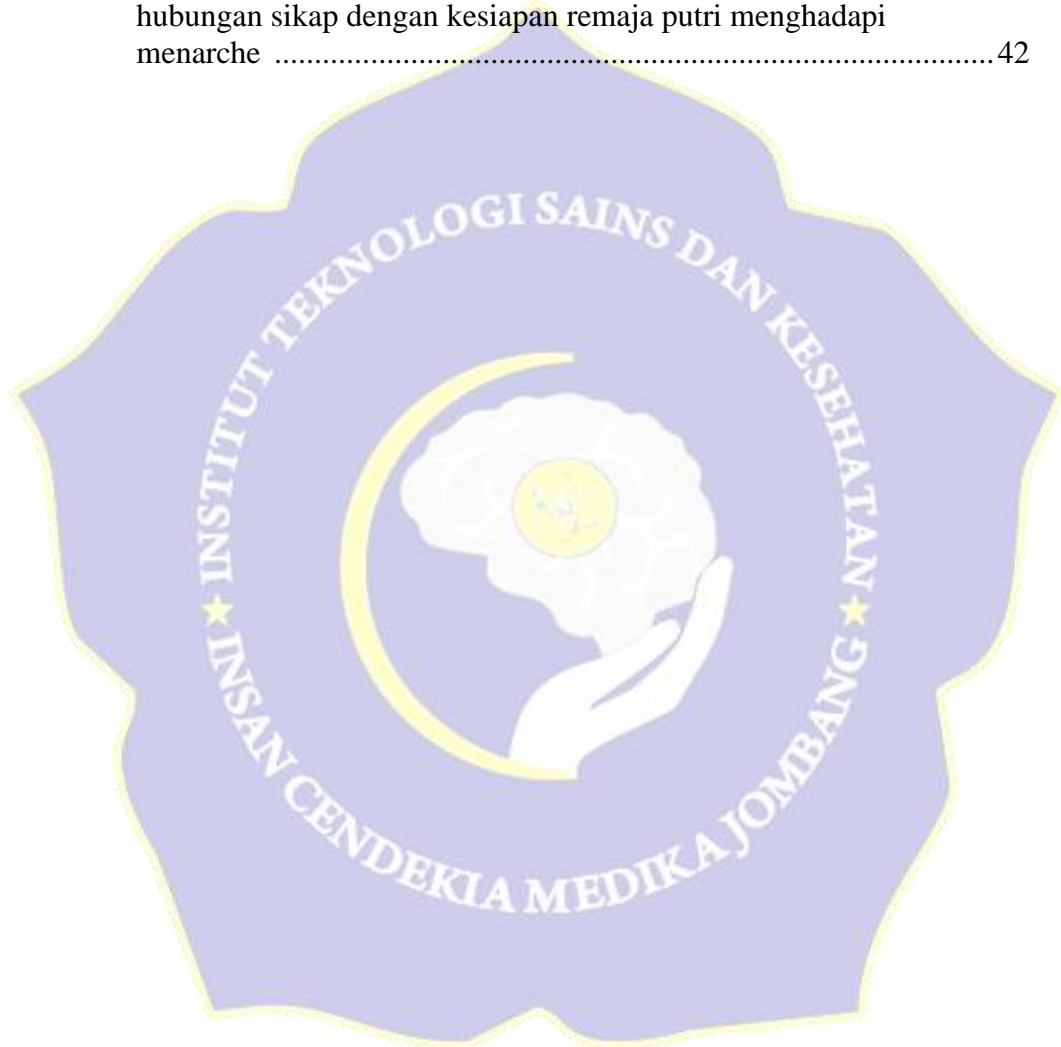 hubungan sikap dengan kesiapan remaja putri menghadapi
menarche ...............................................................................................42
INSTITUT TEKNOLOGI SAINS DAN KESEHATAN
★ INSAN CENDEKIA MEDIKA JOMBANG ★